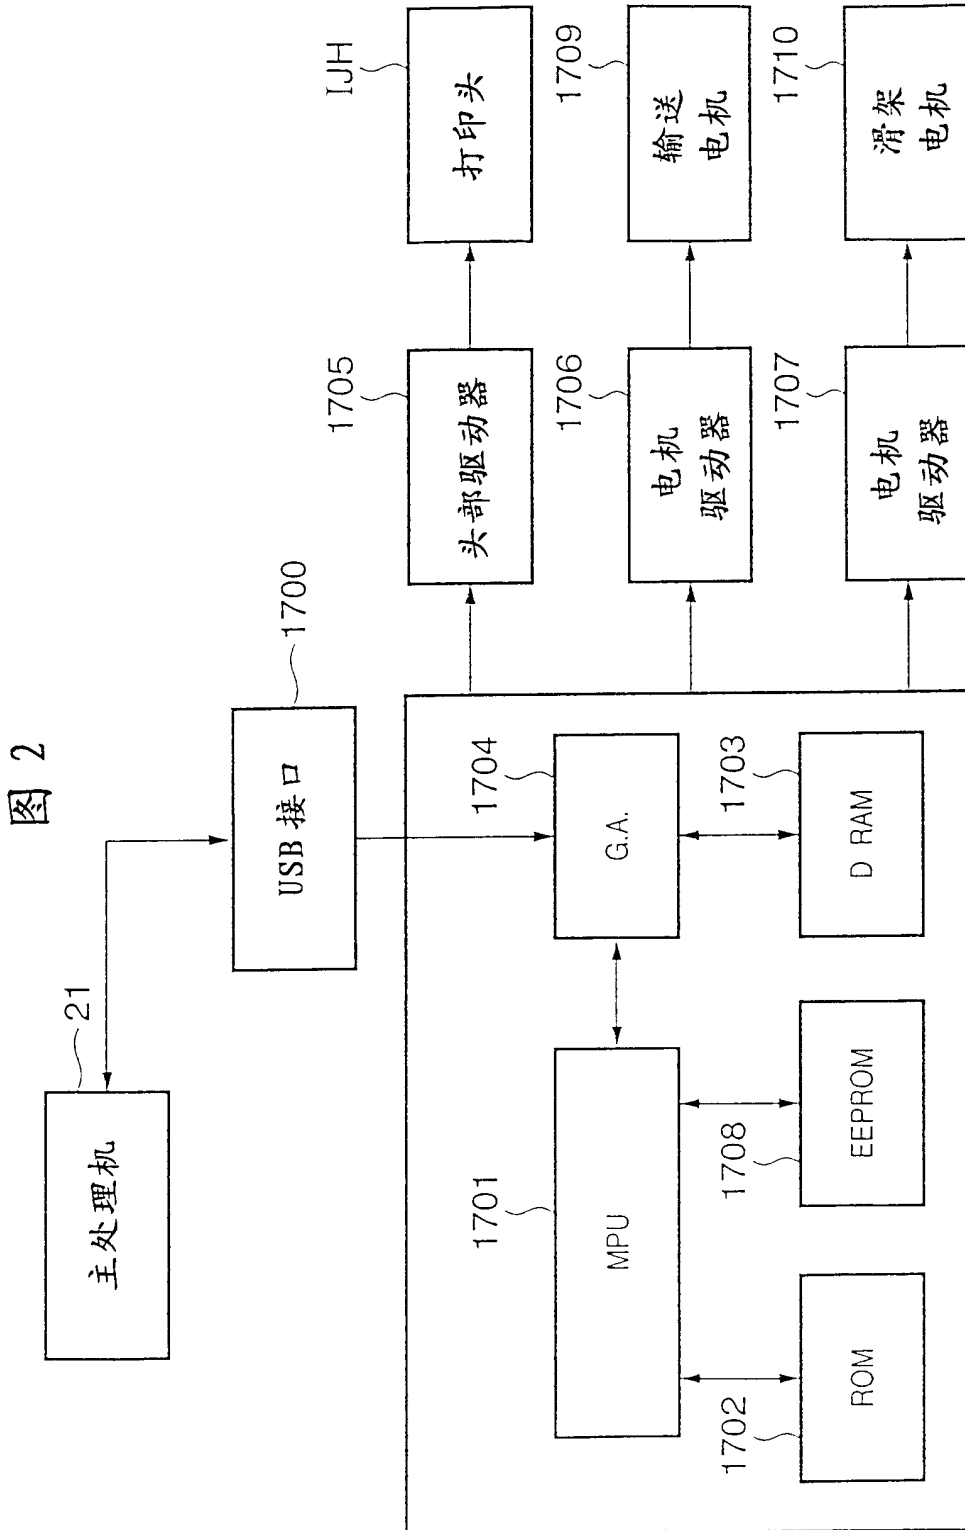 图 2
主处理机
21
USB 接口
1700
1701
MPU
1704
G.A.
1702
ROM
1708
EEPROM
1703
D RAM
1705
头部驱动器
IJH
打印头
1706
电机
驱动器
1709
输送
电机
1707
电机
驱动器
1710
滑架
电机